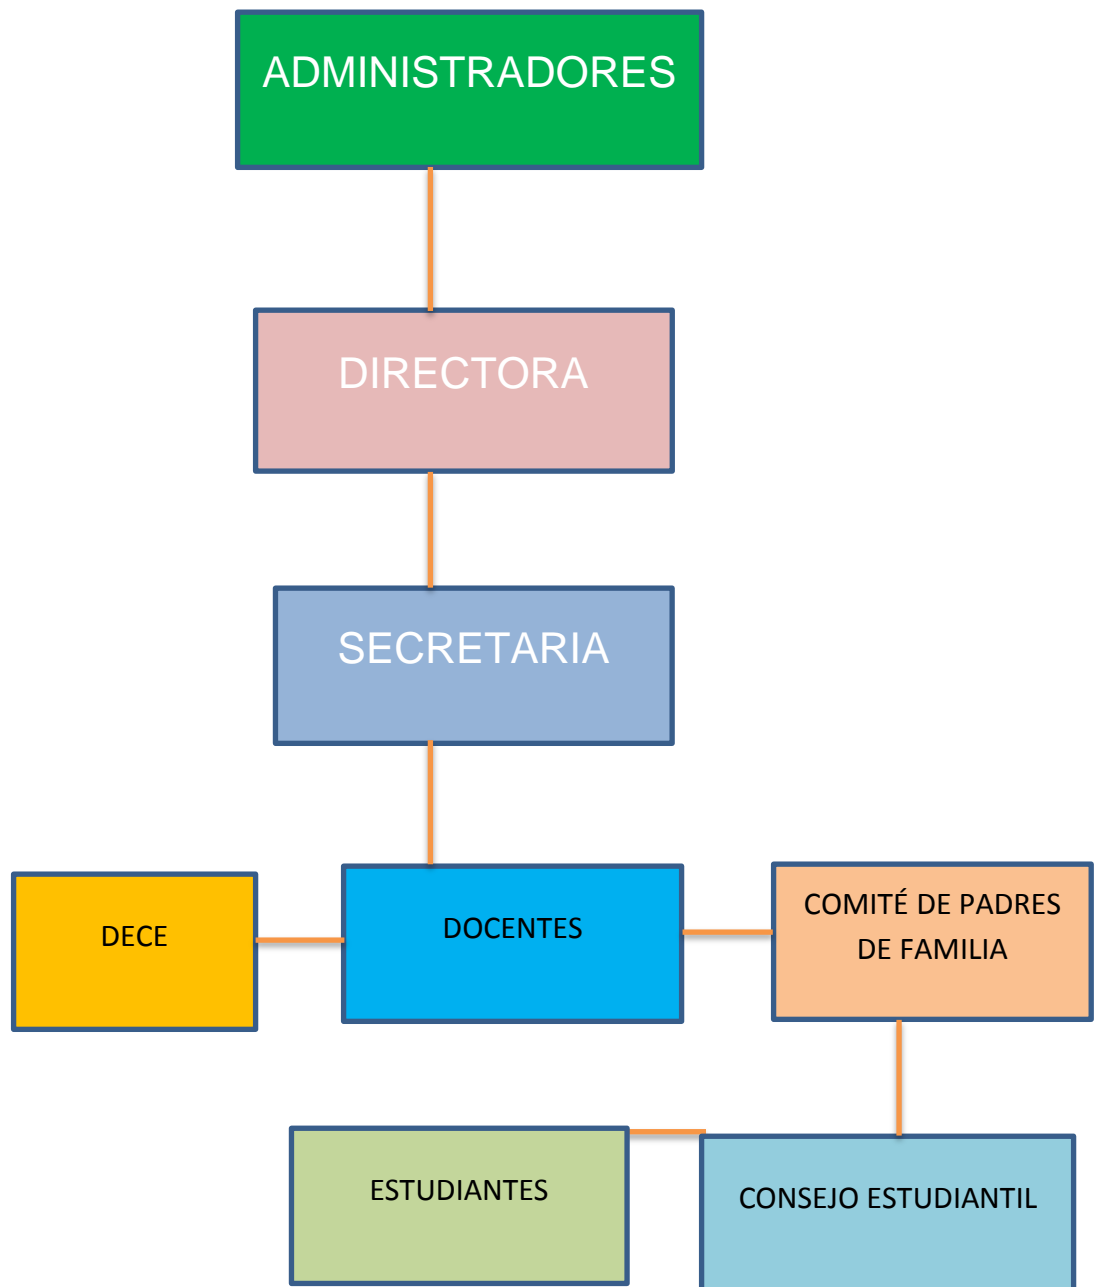 ADMINISTRADORES
DIRECTORA
SECRETARIA
DECE
DOCENTES
COMITÉ DE PADRES
DE FAMILIA
ESTUDIANTES
CONSEJO ESTUDIANTIL